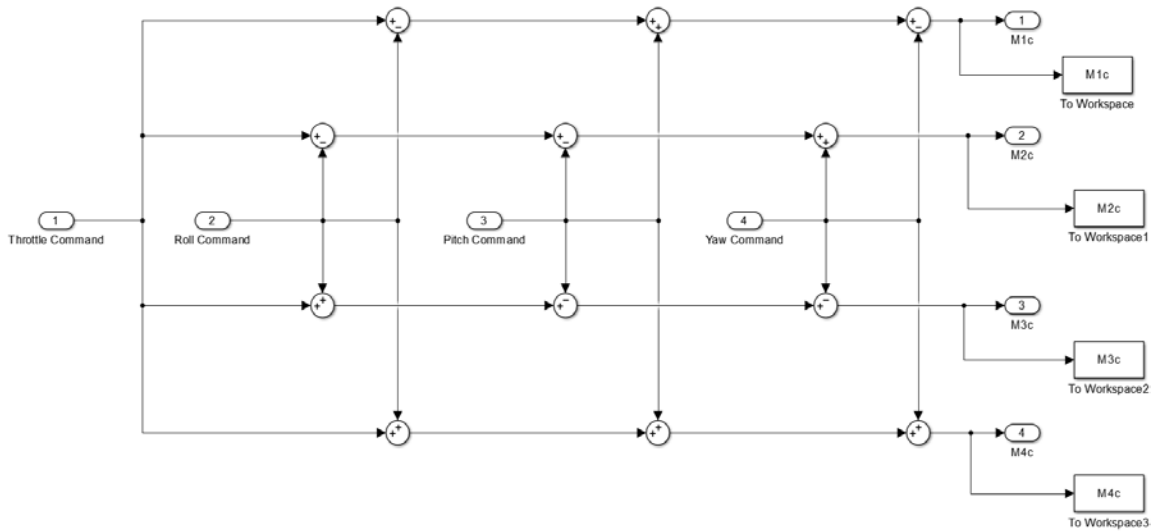 + −
+ +
+ −
1
M1c
M1c
To Workspace
+ −
+ −
+ +
2
M2c
M2c
To Workspace1
1
Throttle Command
2
Roll Command
3
Pitch Command
4
Yaw Command
+ +
+ −
+ −
3
M3c
M3c
To Workspace2
+ +
+ +
+ +
4
M4c
M4c
To Workspace3